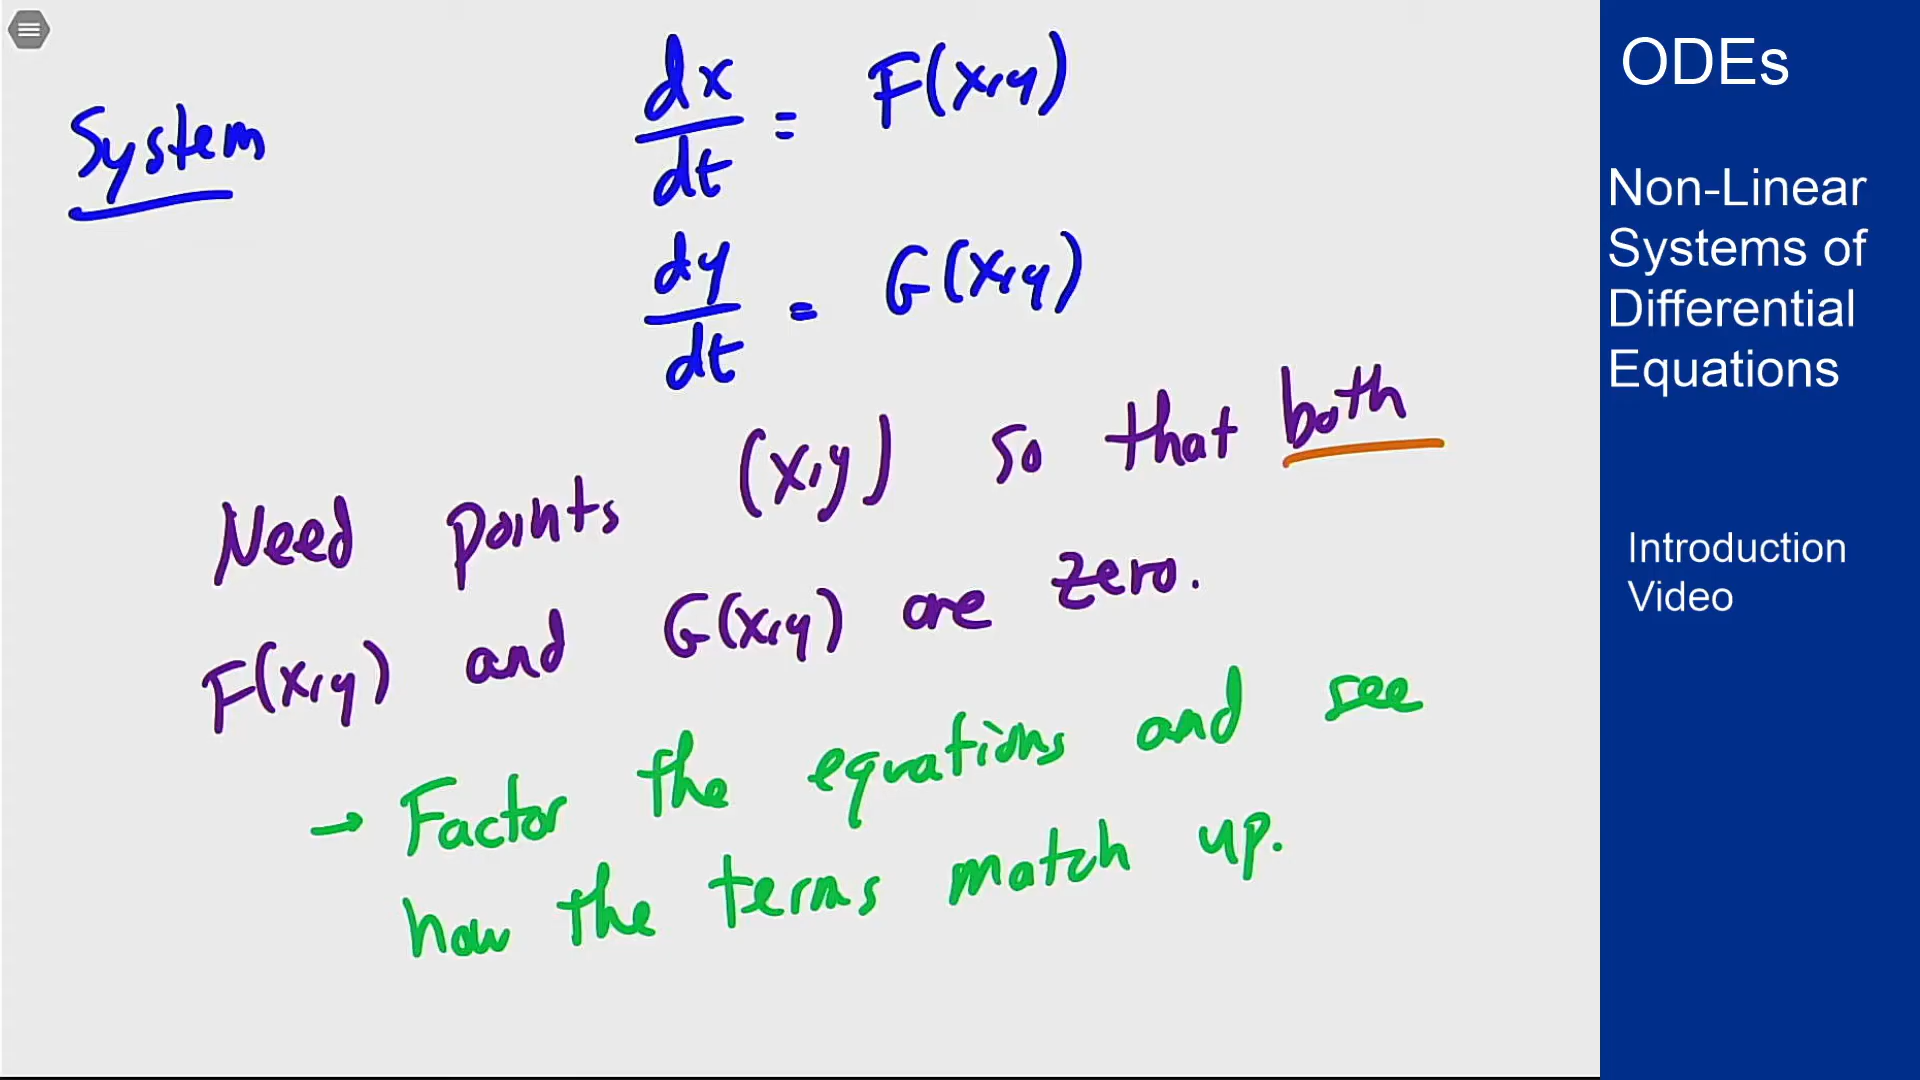 System
dx/dt = F(x,y)
dy/dt = G(x,y)
Need points (x,y) so that both
F(x,y) and G(x,y) are zero.
→ Factor the equations and see
how the terms match up.
ODEs
Non-Linear
Systems of
Differential
Equations
Introduction
Video